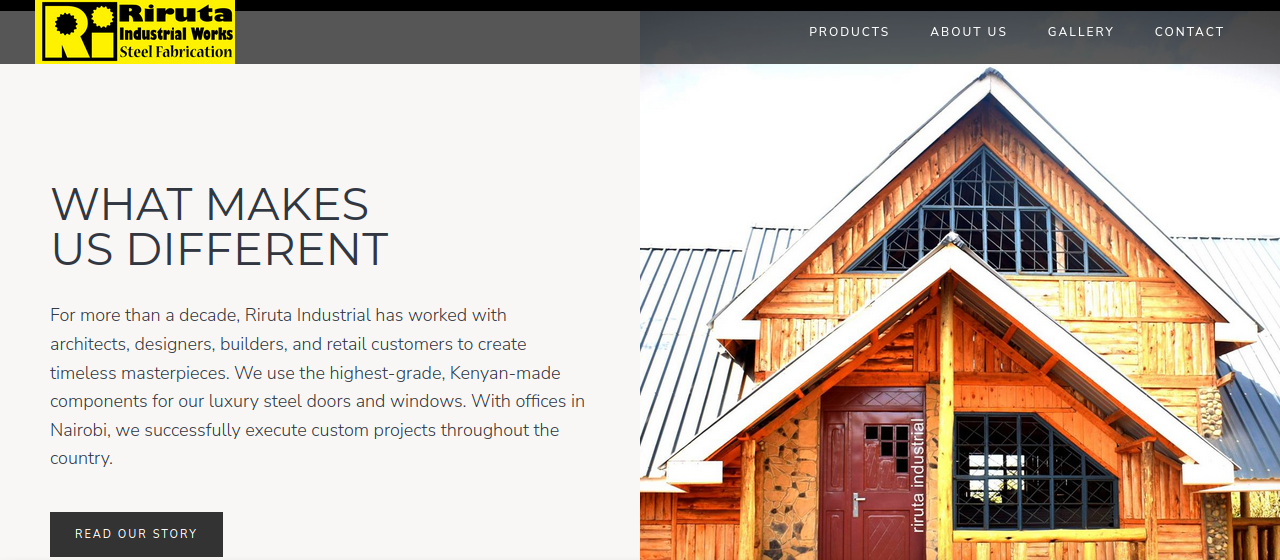 Ri Riruta
Industrial Works
Steel Fabrication
PRODUCTS ABOUT US GALLERY CONTACT
WHAT MAKES
US DIFFERENT
For more than a decade, Riruta Industrial has worked with
architects, designers, builders, and retail customers to create
timeless masterpieces. We use the highest-grade, Kenyan-made
components for our luxury steel doors and windows. With offices in
Nairobi, we successfully execute custom projects throughout the
country.
READ OUR STORY
riruta industrial